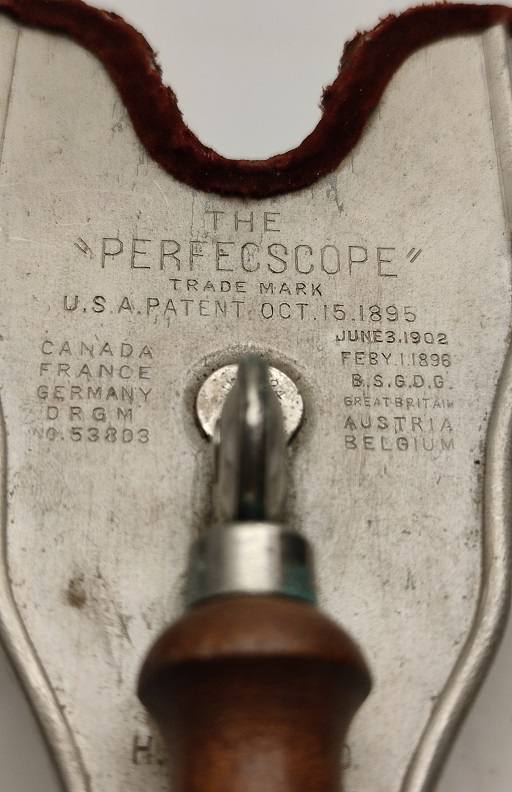 THE
"PERFECSCOPE"
TRADE MARK
U.S.A. PATENT. OCT.15.1895
JUNE 3.1902
CANADA
FRANCE
GERMANY
D R G M
NO.53803
FEBY.1.1896
B.S.G.D.G.
GREAT BRITAIN
AUSTRIA
BELGIUM
H.